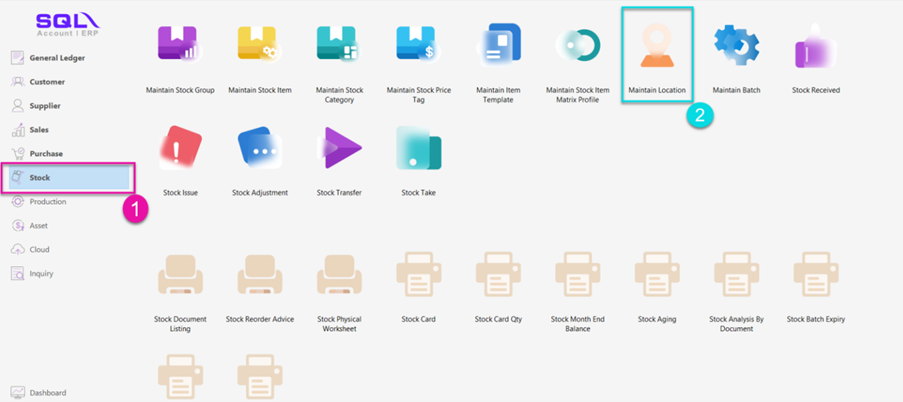 SQL
Account | ERP
General Ledger
Customer
Supplier
Sales
Purchase
Stock
1
Production
Asset
Cloud
Inquiry
Dashboard
Maintain Stock Group
Maintain Stock Item
Maintain Stock
Category
Maintain Stock Price
Tag
Maintain Item
Template
Maintain Stock Item
Matrix Profile
Maintain Location
2
Maintain Batch
Stock Received
Stock Issue
Stock Adjustment
Stock Transfer
Stock Take
Stock Document
Listing
Stock Reorder Advice
Stock Physical
Worksheet
Stock Card
Stock Card Qty
Stock Month End
Balance
Stock Aging
Stock Analysis By
Document
Stock Batch Expiry